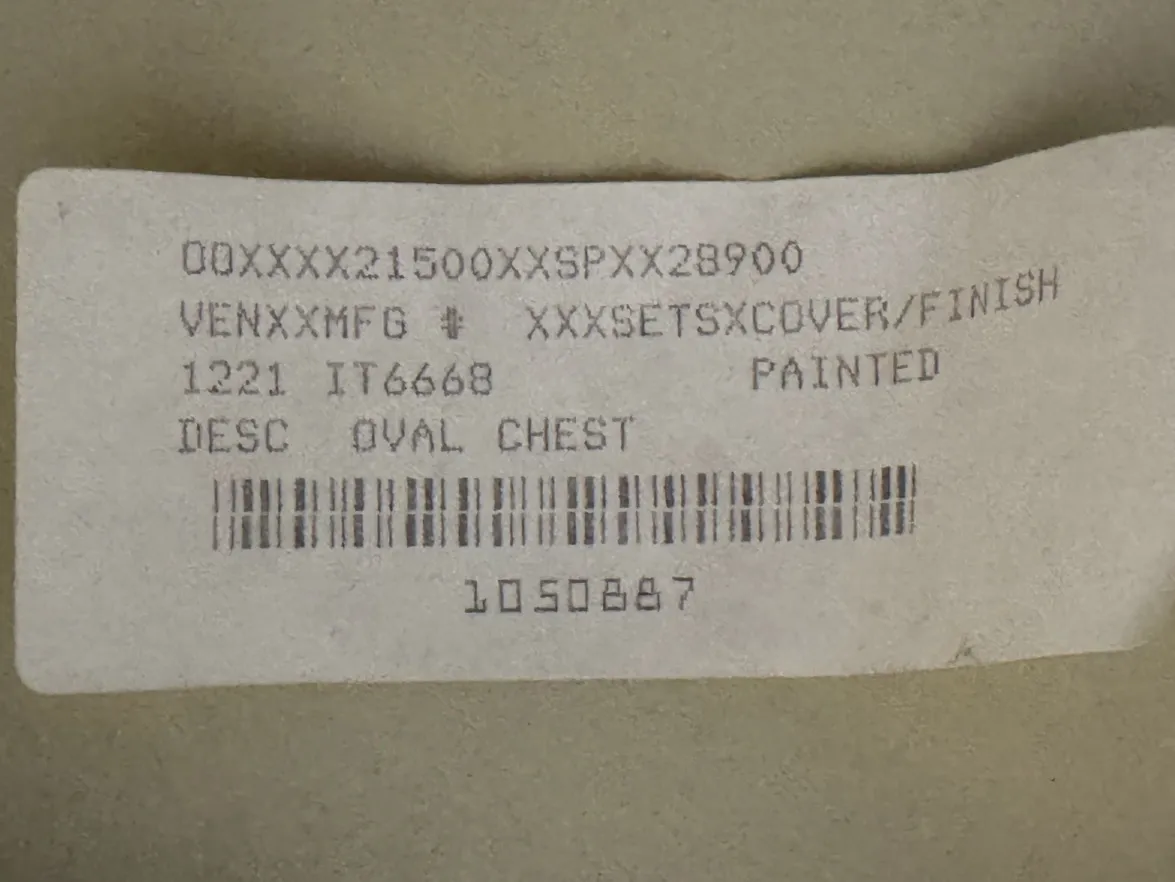 00XXXX21500XXSPXX28900
VENXXMFG # XXXSETSXCOVER/FINISH
1221 IT6668 PAINTED
DESC OVAL CHEST
1050887